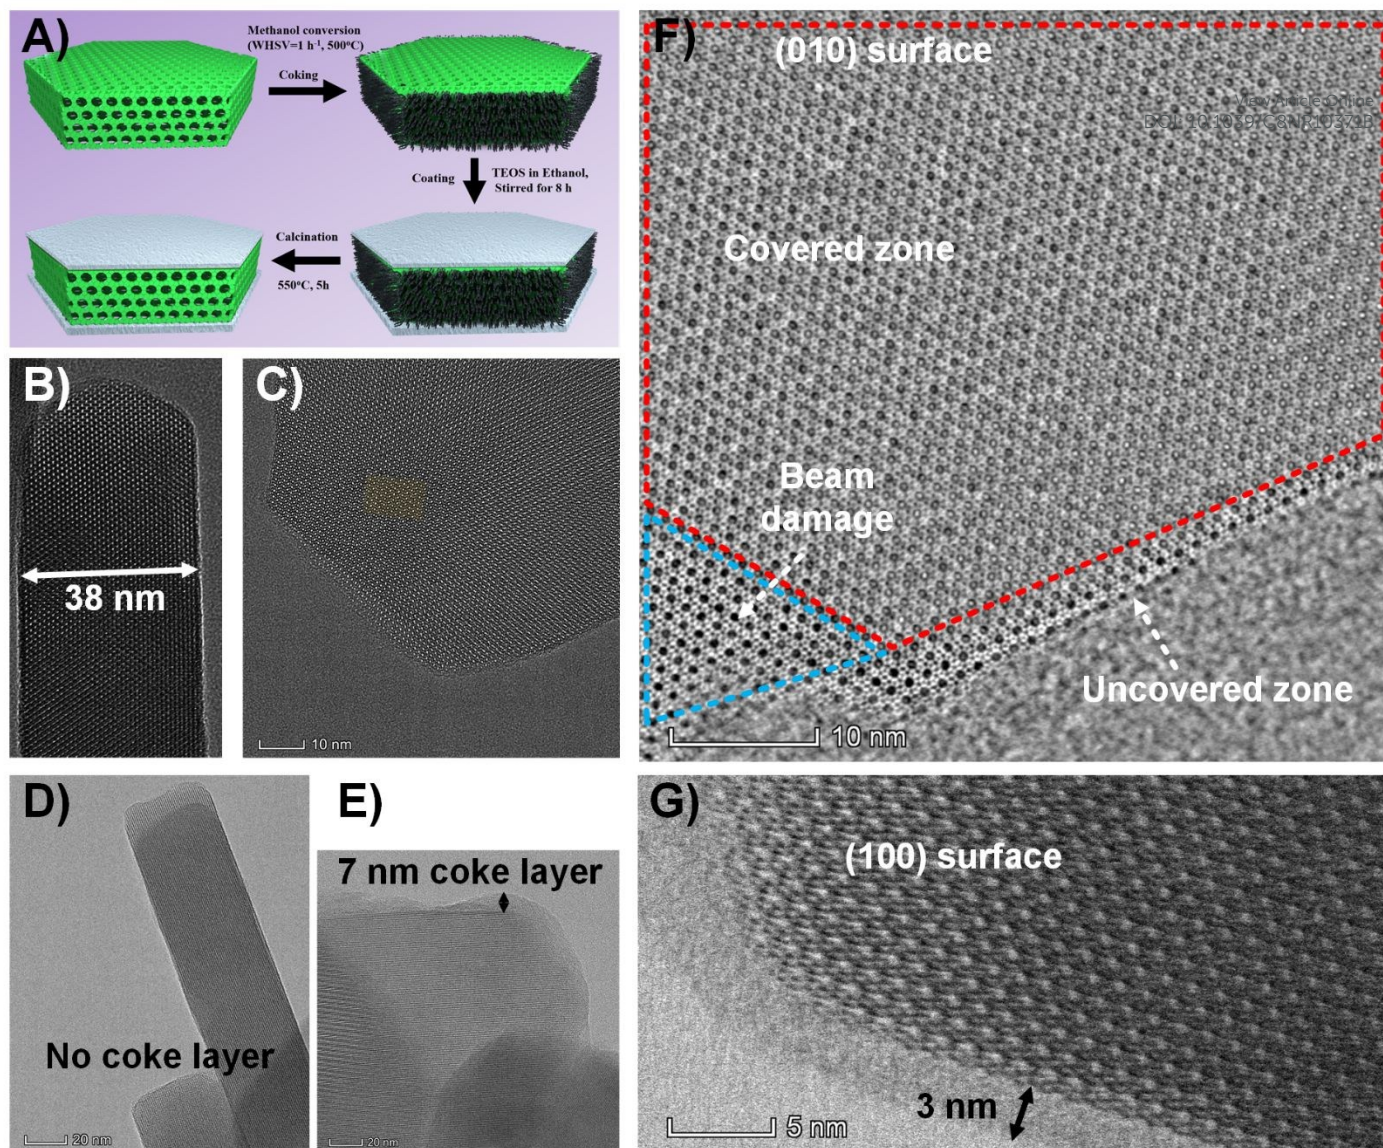 A)
Methanol conversion
(WHSV=1 h⁻¹, 500°C)
Coking
Coating
TEOS in Ethanol,
Stirred for 8 h
Calcination
550°C, 5h
B)
38 nm
C)
10 nm
D)
No coke layer
20 nm
E)
7 nm coke layer
20 nm
F)
(010) surface
View Article Online
Covered zone
Beam
damage
Uncovered zone
10 nm
G)
(100) surface
3 nm
5 nm